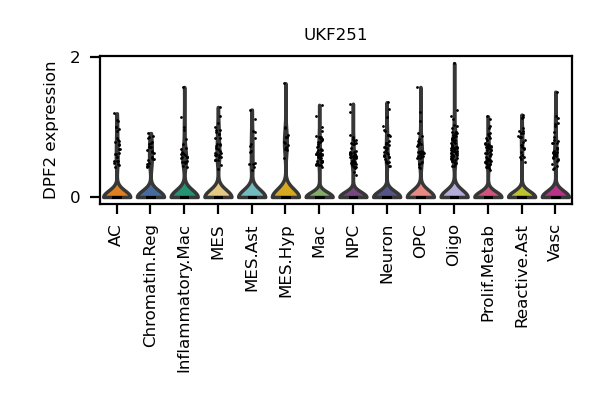 UKF251
DPF2 expression
2
0
AC
Chromatin.Reg
Inflammatory.Mac
MES
MES.Ast
MES.Hyp
Mac
NPC
Neuron
OPC
Oligo
Prolif.Metab
Reactive.Ast
Vasc